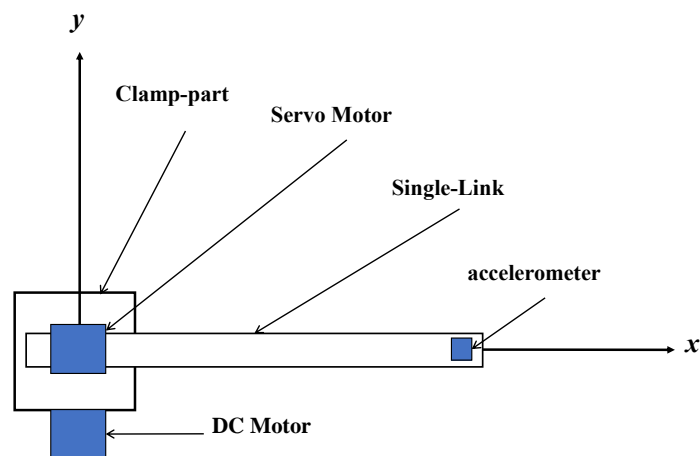 y
Clamp-part
Servo Motor
Single-Link
accelerometer
x
DC Motor